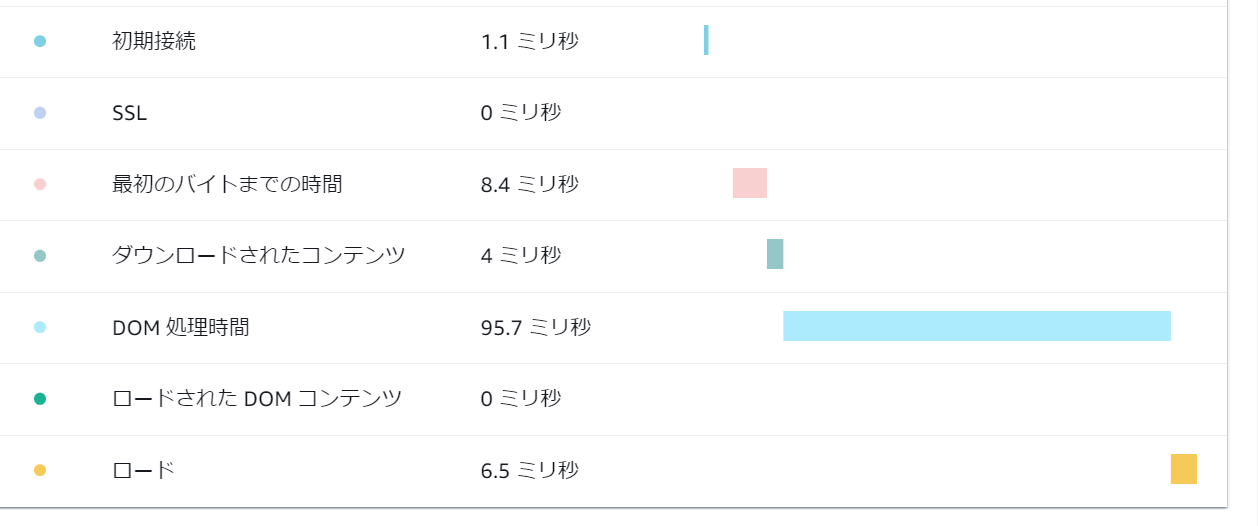 初期接続 1.1 ミリ秒
SSL 0 ミリ秒
最初のバイトまでの時間 8.4 ミリ秒
ダウンロードされたコンテンツ 4 ミリ秒
DOM 処理時間 95.7 ミリ秒
ロードされた DOM コンテンツ 0 ミリ秒
ロード 6.5 ミリ秒